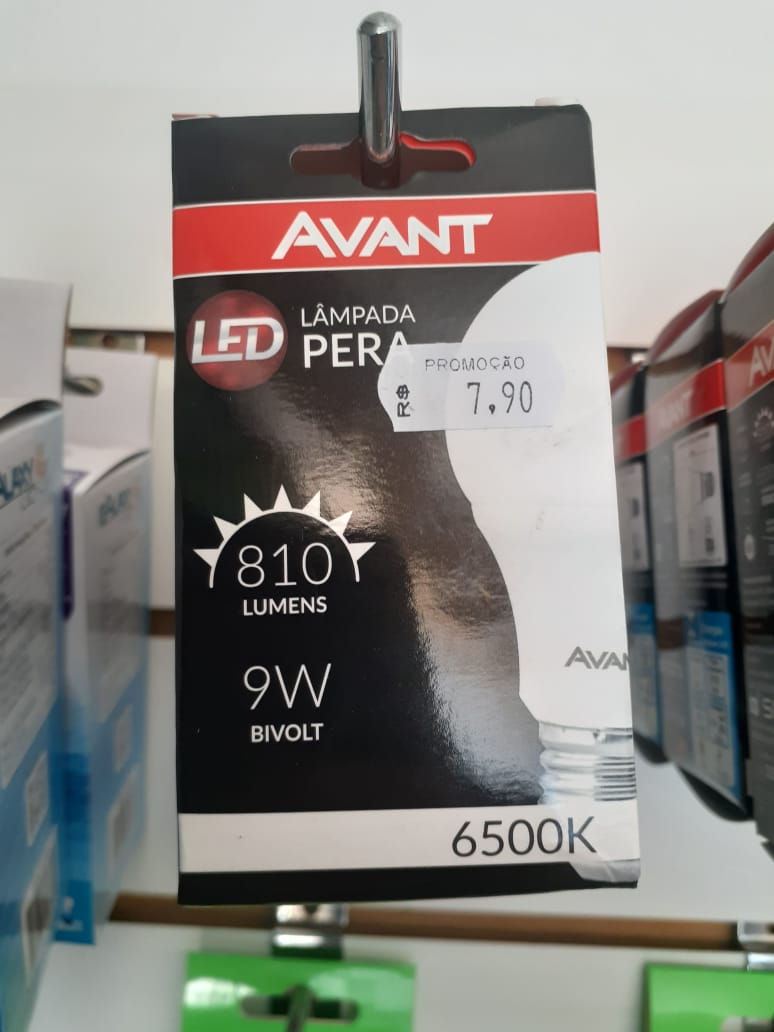 AVANT
LED
LÂMPADA
PERA
PROMOÇÃO
R$ 7,90
810
LUMENS
9W
BIVOLT
AVAN
6500K